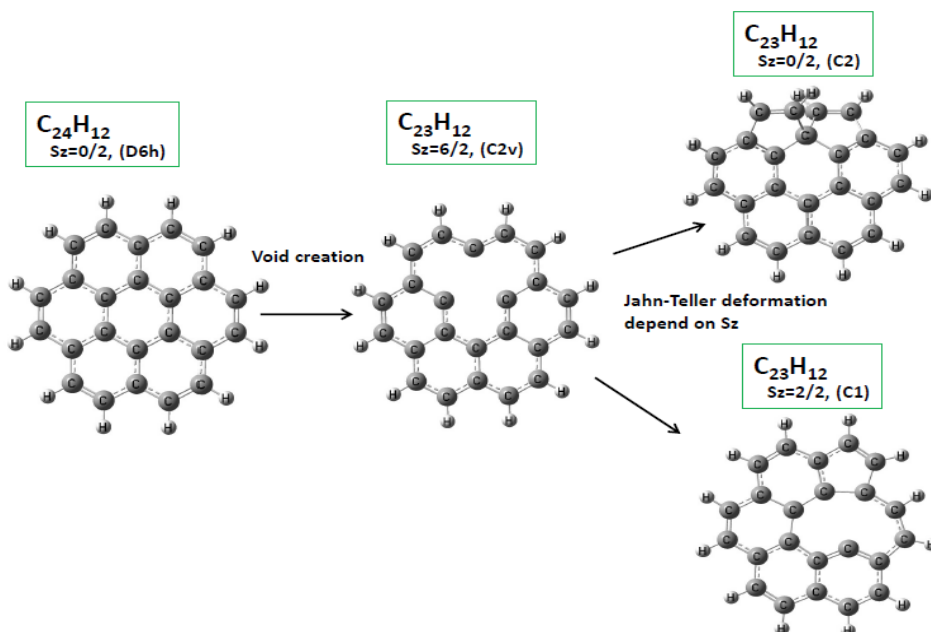 C24H12
Sz=0/2, (D6h)
Void creation
C23H12
Sz=6/2, (C2v)
C23H12
Sz=0/2, (C2)
Jahn-Teller deformation
depend on Sz
C23H12
Sz=2/2, (C1)